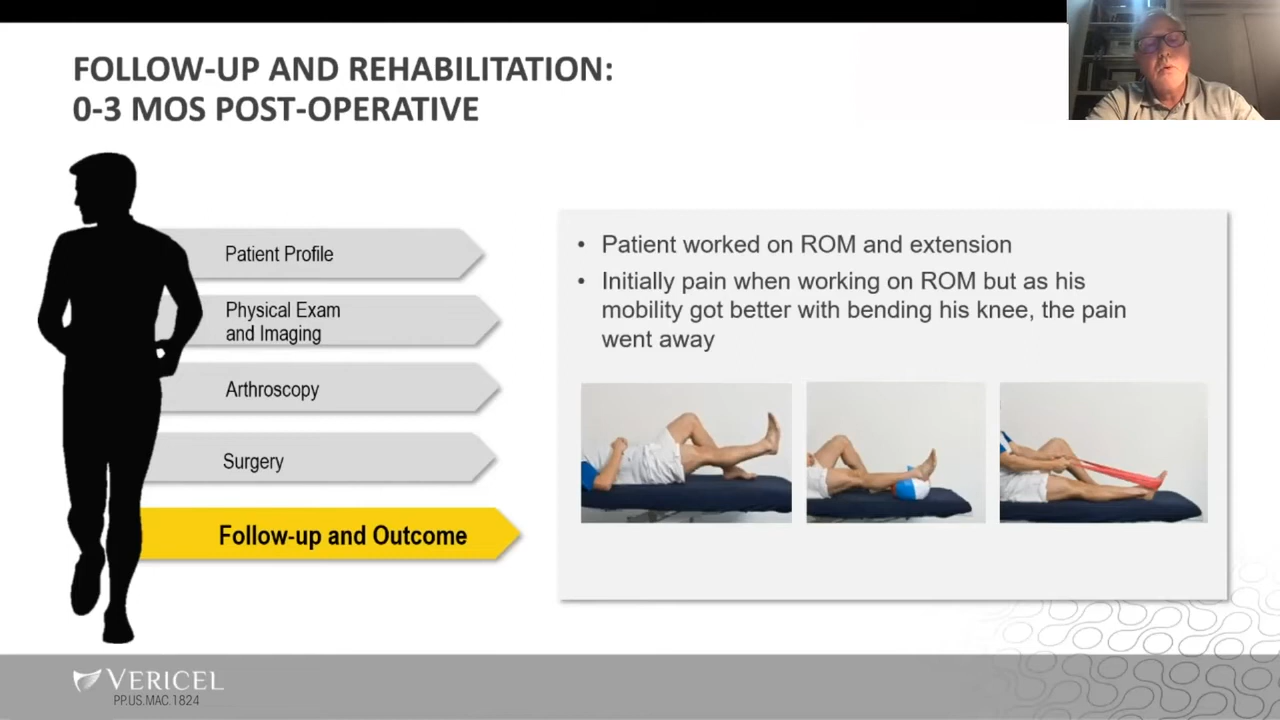 FOLLOW-UP AND REHABILITATION:
0-3 MOS POST-OPERATIVE
Patient Profile
Physical Exam
and Imaging
Arthroscopy
Surgery
Follow-up and Outcome
• Patient worked on ROM and extension
• Initially pain when working on ROM but as his
mobility got better with bending his knee, the pain
went away
VERICEL
PP.US.MAC.1824